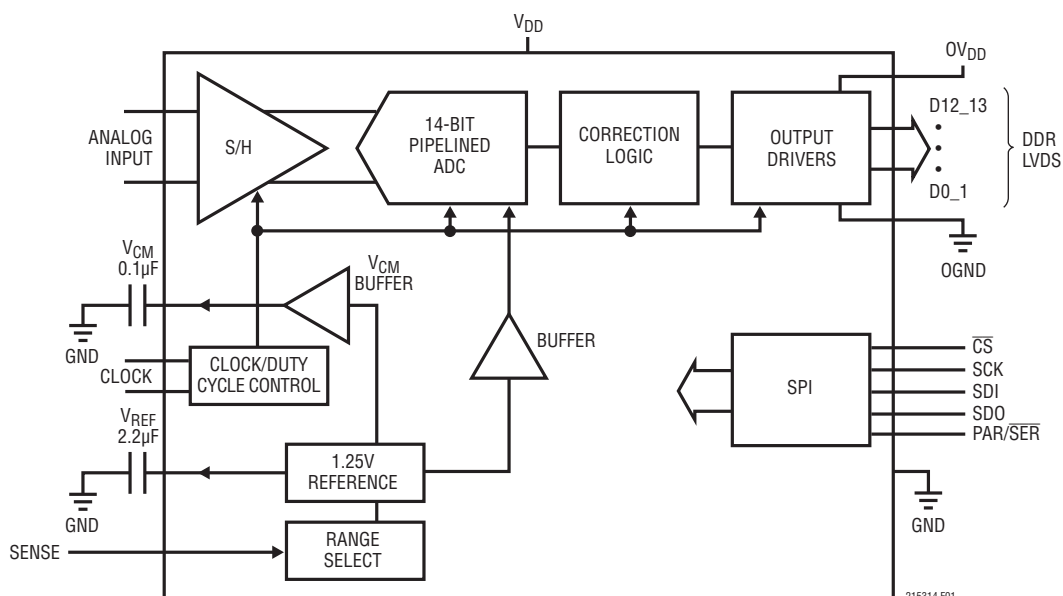 VDD
OVDD
ANALOG
INPUT
S/H
14-BIT
PIPELINED
ADC
CORRECTION
LOGIC
OUTPUT
DRIVERS
D12_13
•
•
•
D0_1
DDR
LVDS
OGND
VCM
0.1µF
GND
VCM
BUFFER
BUFFER
CLOCK
CLOCK/DUTY
CYCLE CONTROL
SPI
C̅S̅
SCK
SDI
SDO
PAR/S̅E̅R̅
VREF
2.2µF
GND
1.25V
REFERENCE
GND
SENSE
RANGE
SELECT